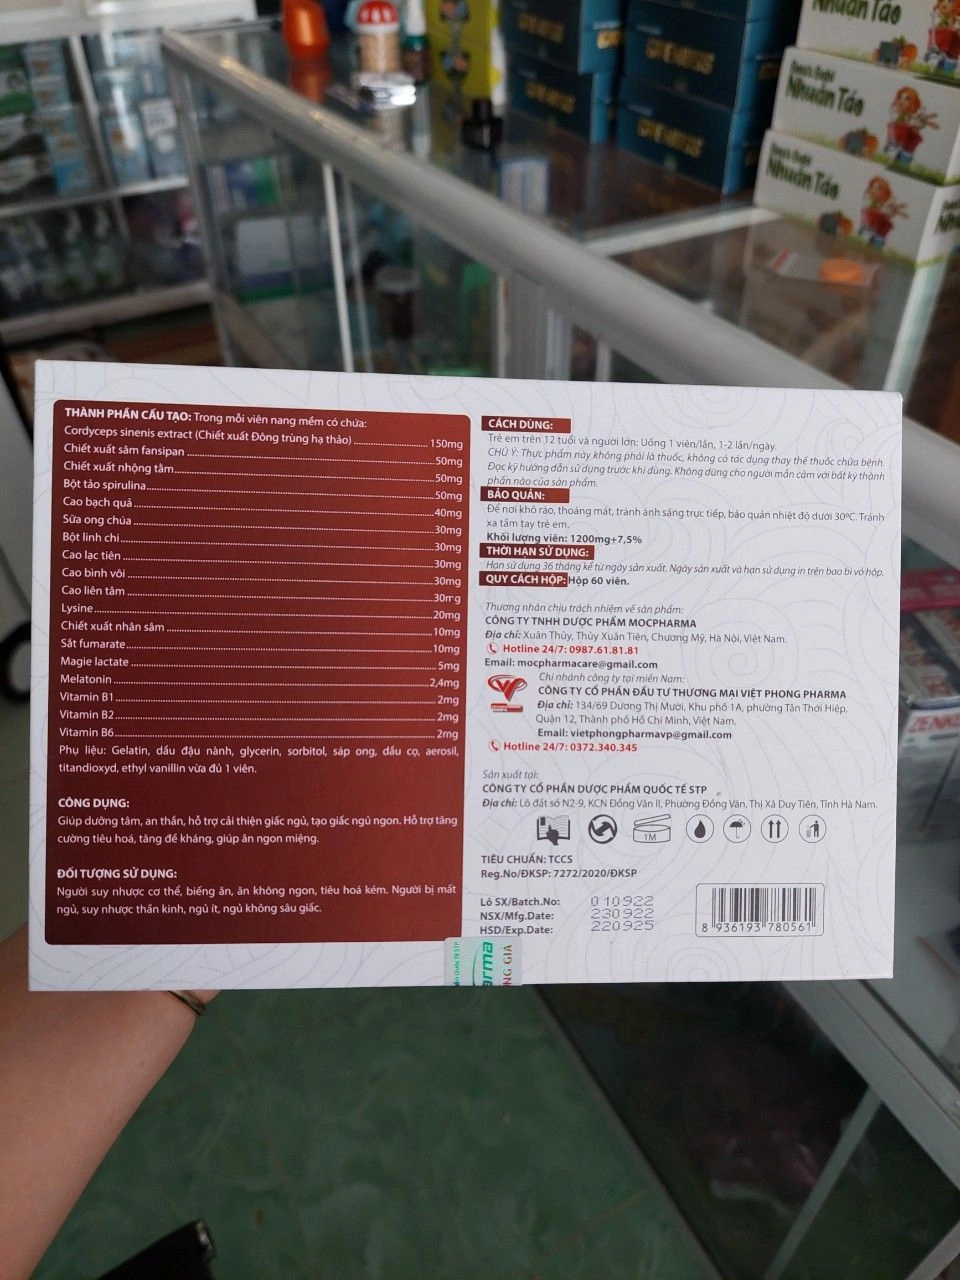 Nhuần Táo
Nhuần Táo
Nhuần Táo
GREVIUS
ZENKO
THÀNH PHẦN CẤU TẠO: Trong mỗi viên nang mềm có chứa:
Cordyceps sinenis extract (Chiết xuất Đông trùng hạ thảo) 150mg
Chiết xuất sâm fansipan 50mg
Chiết xuất nhộng tằm 50mg
Bột tảo spirulina 50mg
Cao bạch quả 40mg
Sữa ong chúa 30mg
Bột linh chi 30mg
Cao lạc tiên 30mg
Cao bình vôi 30mg
Cao liên tâm 30mg
Lysine 20mg
Chiết xuất nhân sâm 10mg
Sắt fumarate 10mg
Magie lactate 5mg
Melatonin 2,4mg
Vitamin B1 2mg
Vitamin B2 2mg
Vitamin B6 2mg
Phụ liệu: Gelatin, dầu đậu nành, glycerin, sorbitol, sáp ong, dầu cọ, aerosil,
titandioxyd, ethyl vanillin vừa đủ 1 viên.
CÔNG DỤNG:
Giúp dưỡng tâm, an thần, hỗ trợ cải thiện giấc ngủ, tạo giấc ngủ ngon. Hỗ trợ tăng
cường tiêu hoá, tăng đề kháng, giúp ăn ngon miệng.
ĐỐI TƯỢNG SỬ DỤNG:
Người suy nhược cơ thể, biếng ăn, ăn không ngon, tiêu hoá kém. Người bị mất
ngủ, suy nhược thần kinh, ngủ ít, ngủ không sâu giấc.
CÁCH DÙNG:
Trẻ em trên 12 tuổi và người lớn: Uống 1 viên/lần, 1-2 lần/ngày.
CHÚ Ý: Thực phẩm này không phải là thuốc, không có tác dụng thay thế thuốc chữa bệnh.
Đọc kỹ hướng dẫn sử dụng trước khi dùng. Không dùng cho người mẫn cảm với bất kỳ thành
phần nào của sản phẩm.
BẢO QUẢN:
Để nơi khô ráo, thoáng mát, tránh ánh sáng trực tiếp, bảo quản nhiệt độ dưới 30ºC. Tránh
xa tầm tay trẻ em.
Khối lượng viên: 1200mg+7,5%
THỜI HẠN SỬ DỤNG:
Hạn sử dụng 36 tháng kể từ ngày sản xuất. Ngày sản xuất và hạn sử dụng in trên bao bì vỏ hộp.
QUY CÁCH HỘP: Hộp 60 viên.
Thương nhân chịu trách nhiệm về sản phẩm:
CÔNG TY TNHH DƯỢC PHẨM MOCPHARMA
Địa chỉ: Xuân Thủy, Thủy Xuân Tiên, Chương Mỹ, Hà Nội, Việt Nam.
Hotline 24/7: 0987.61.81.81
Email: mocpharmacare@gmail.com
Chi nhánh công ty tại miền Nam:
CÔNG TY CỔ PHẦN ĐẦU TƯ THƯƠNG MẠI VIỆT PHONG PHARMA
Địa chỉ: 134/69 Dương Thị Mười, Khu phố 1A, phường Tân Thới Hiệp,
Quận 12, Thành phố Hồ Chí Minh, Việt Nam.
Email: vietphongpharmavp@gmail.com
Hotline 24/7: 0372.340.345
Sản xuất tại:
CÔNG TY CỔ PHẦN DƯỢC PHẨM QUỐC TẾ STP
Địa chỉ: Lô đất số N2-9, KCN Đồng Văn II, Phường Đồng Văn, Thị Xã Duy Tiên, Tỉnh Hà Nam.
1M
TIÊU CHUẨN: TCCS
Reg.No/ĐKSP: 7272/2020/ĐKSP
Lô SX/Batch.No: 010922
NSX/Mfg.Date: 230922
HSD/Exp.Date: 220925
8 936193 780561
arma
NG GIẢ